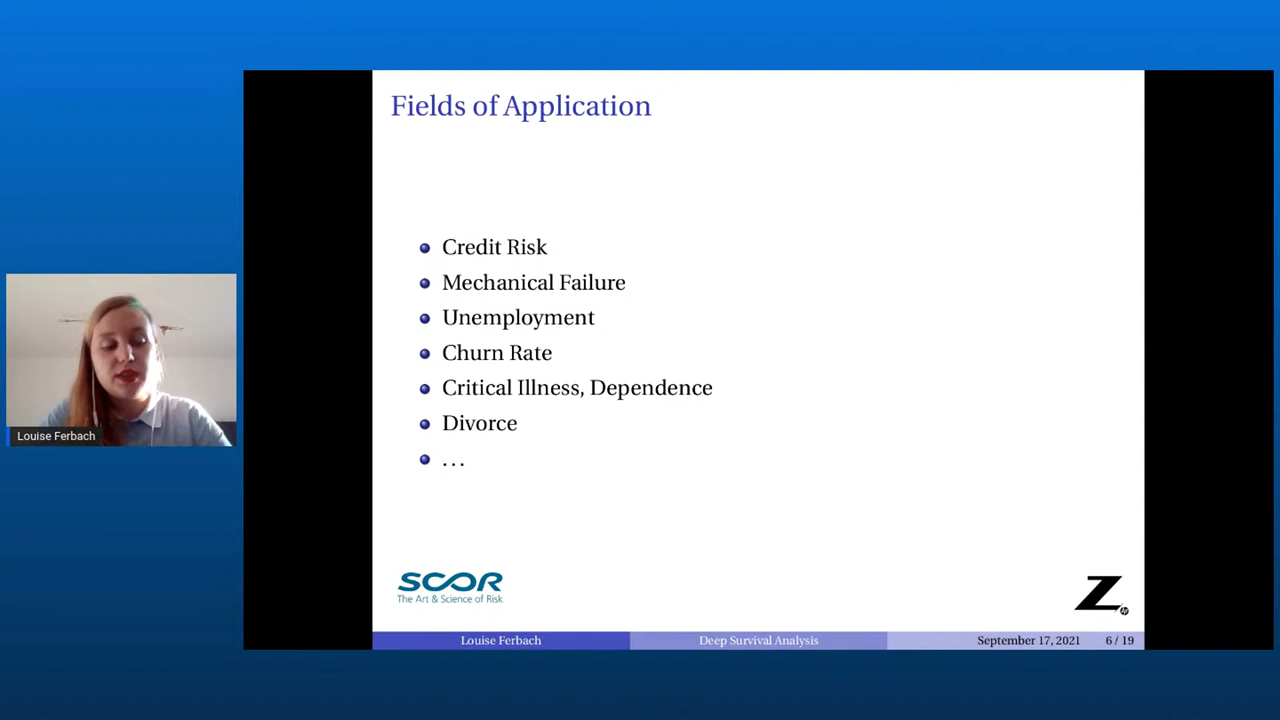 Fields of Application
Credit Risk
Mechanical Failure
Unemployment
Churn Rate
Critical Illness, Dependence
Divorce
...
Louise Ferbach
SCOR
The Art & Science of Risk
Z
hp
Louise Ferbach
Deep Survival Analysis
September 17, 2021
6 / 19